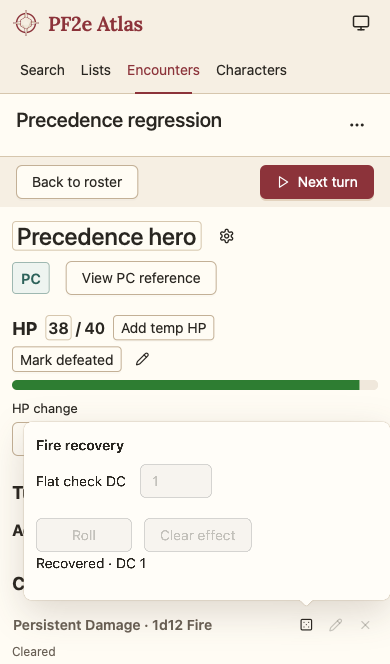 PF2e Atlas
Search Lists Encounters Characters
Precedence regression
...
Back to roster Next turn
Precedence hero
PC View PC reference
HP 38 / 40 Add temp HP
Mark defeated
HP change
Fire recovery
Flat check DC 1
Roll Clear effect
Recovered · DC 1
Persistent Damage · 1d12 Fire
Cleared